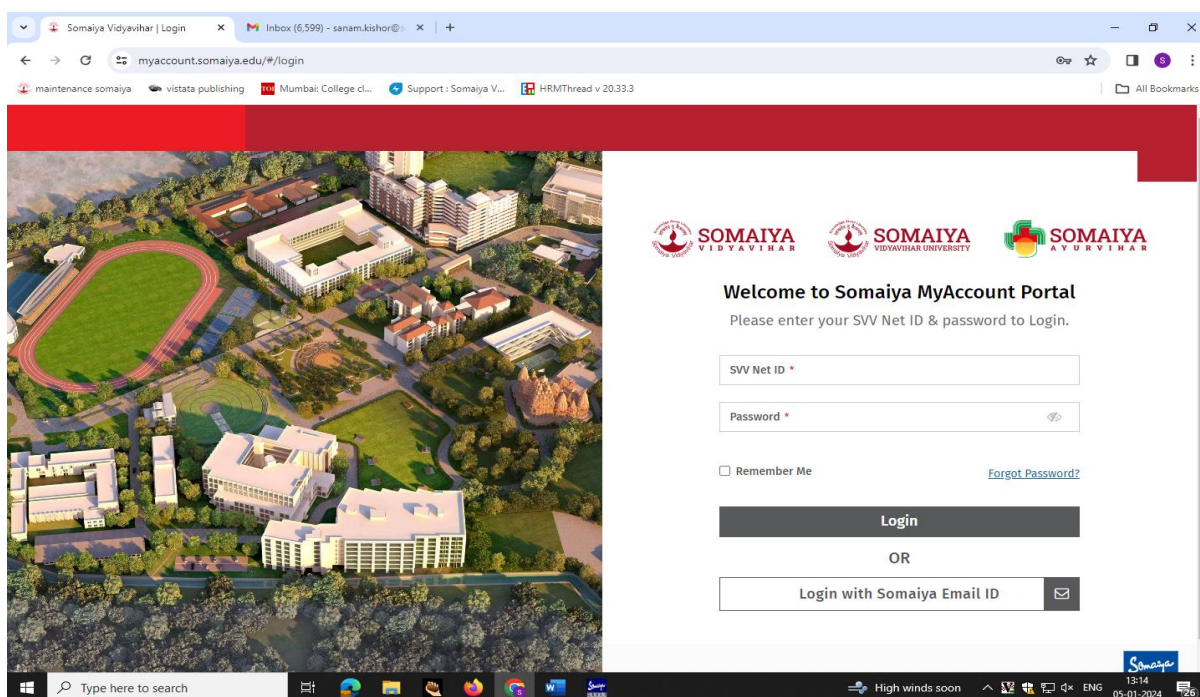 Somaiya Vidyavihar | Login
Inbox (6,599) - sanam.kishor@s
myaccount.somaiya.edu/#/login
S
maintenance somaiya
vistata publishing
TOI Mumbai: College cl...
Support : Somaiya V...
HRMThread v 20.33.3
All Bookmarks
SOMAIYA
VIDYAVIHAR
SOMAIYA
VIDYAVIHAR UNIVERSITY
SOMAIYA
AYURVIHAR
Welcome to Somaiya MyAccount Portal
Please enter your SVV Net ID & password to Login.
SVV Net ID *
Password *
Remember Me
Forgot Password?
Login
OR
Login with Somaiya Email ID
Somaiya
Type here to search
High winds soon
ENG
13:14
05-01-2024